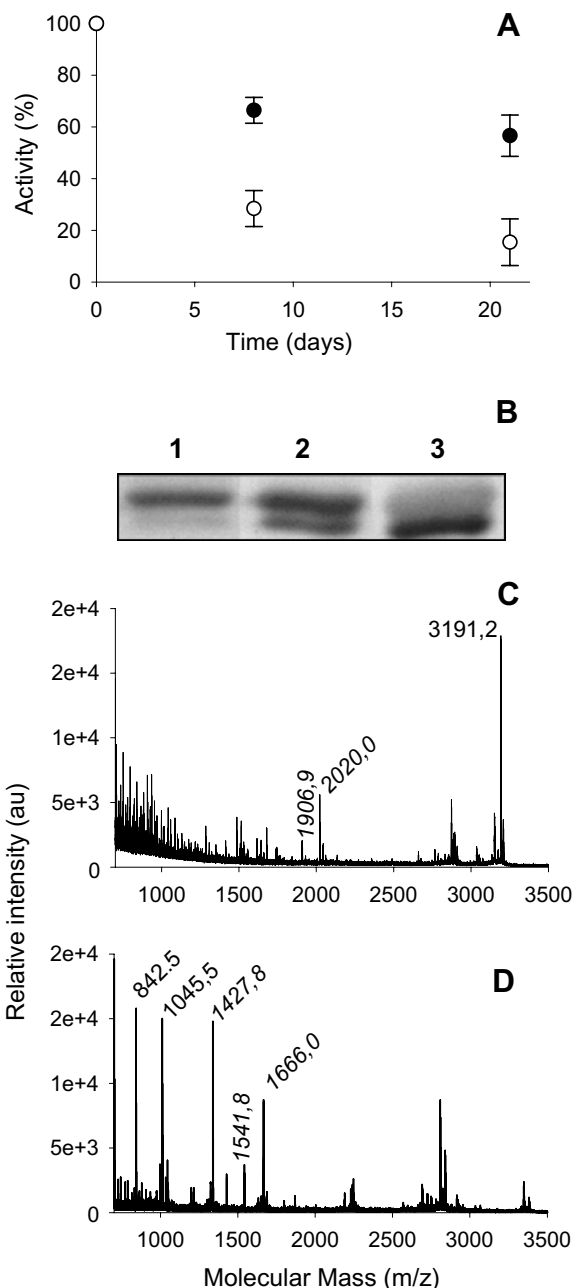 A
100
80
60
40
20
0
Activity (%)
0 5 10 15 20
Time (days)
B
1 2 3
C
2e+4
2e+4
1e+4
5e+3
0
3191,2
1906,9
2020,0
1000 1500 2000 2500 3000 3500
Relative intensity (au)
D
2e+4
2e+4
1e+4
5e+3
0
842.5
1045,5
1427,8
1541,8
1666,0
1000 1500 2000 2500 3000 3500
Molecular Mass (m/z)